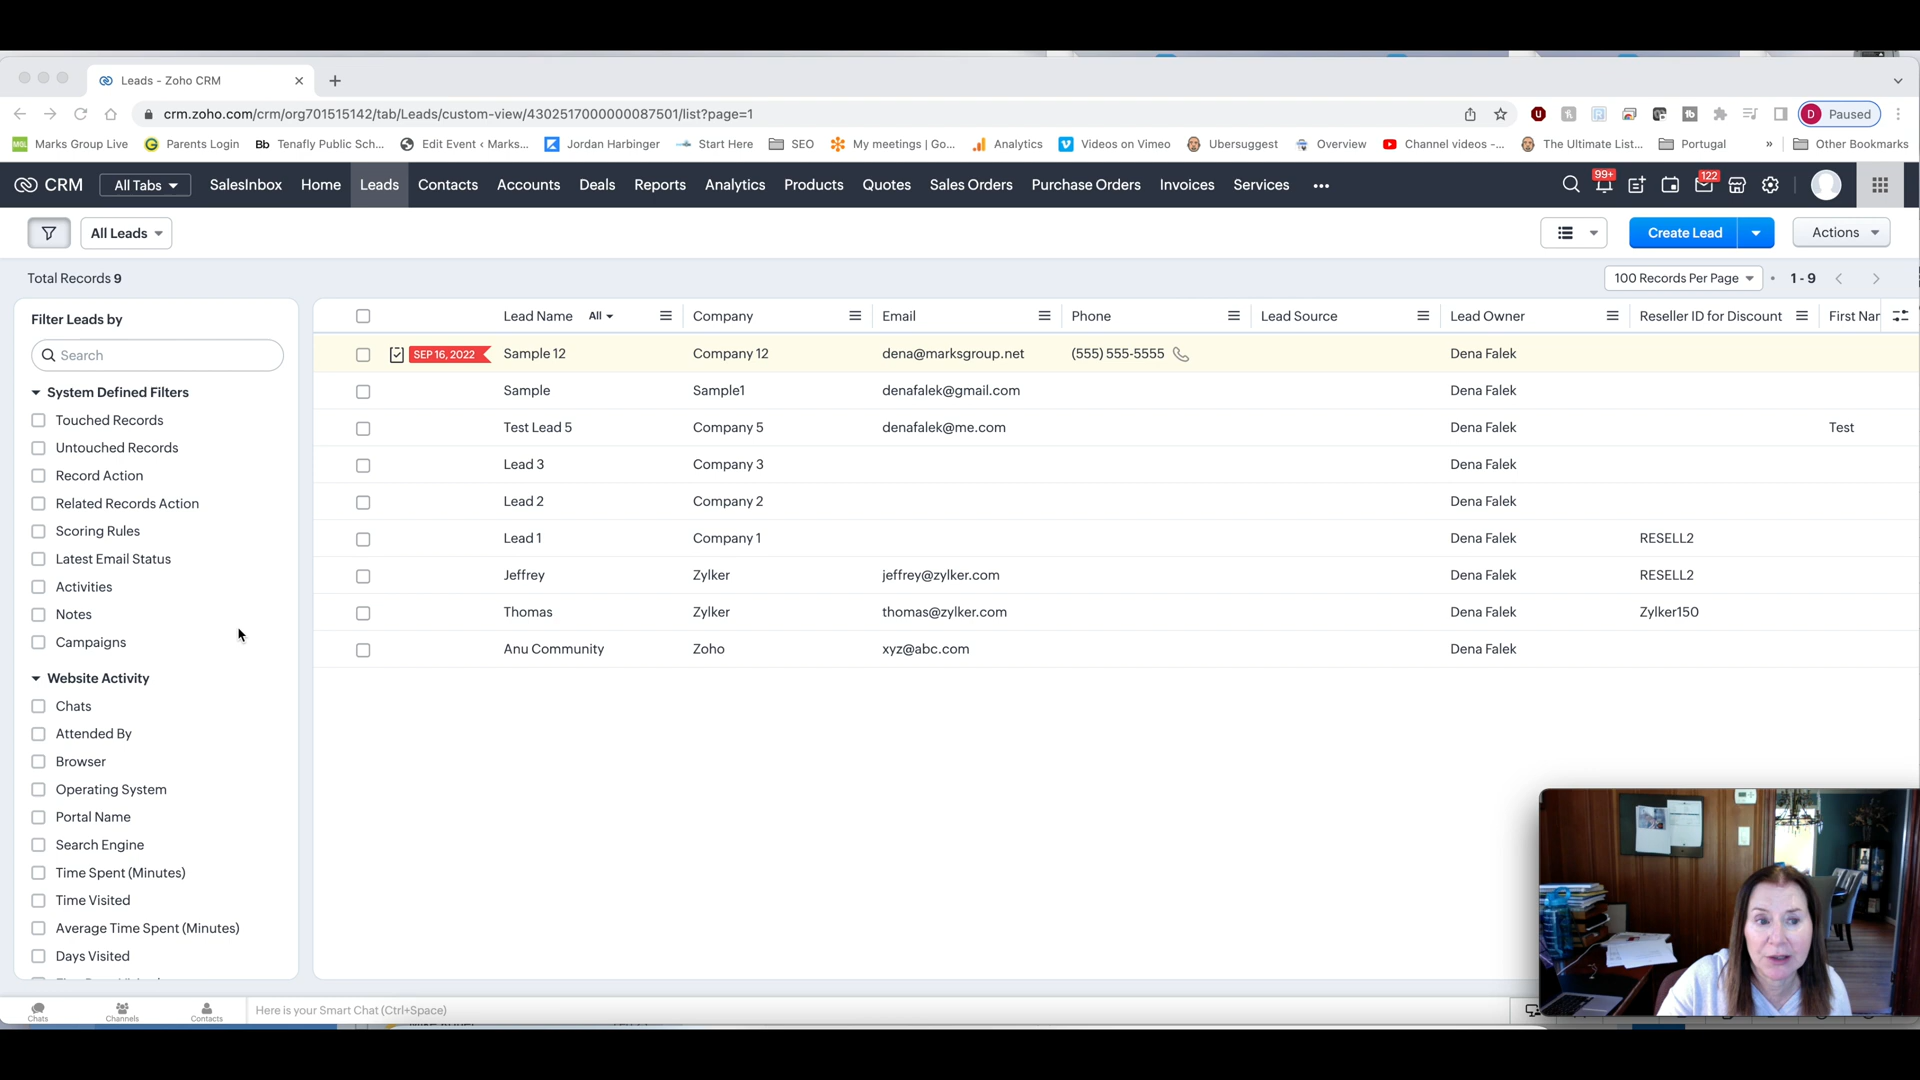 Leads - Zoho CRM
crm.zoho.com/crm/org701515142/tab/Leads/custom-view/4302517000000087501/list?page=1
D Paused
MGL Marks Group Live Parents Login Bb Tenafly Public Sch... Edit Event ‹ Marks... Jordan Harbinger Start Here SEO My meetings | Go... Analytics Videos on Vimeo Ubersuggest Overview Channel videos -... The Ultimate List... Portugal » Other Bookmarks
CRM All Tabs SalesInbox Home Leads Contacts Accounts Deals Reports Analytics Products Quotes Sales Orders Purchase Orders Invoices Services ••• 99+ 122
All Leads Create Lead Actions
Total Records 9 100 Records Per Page • 1 - 9
Filter Leads by
Search
System Defined Filters
Touched Records
Untouched Records
Record Action
Related Records Action
Scoring Rules
Latest Email Status
Activities
Notes
Campaigns
Website Activity
Chats
Attended By
Browser
Operating System
Portal Name
Search Engine
Time Spent (Minutes)
Time Visited
Average Time Spent (Minutes)
Days Visited
Lead Name All Company Email Phone Lead Source Lead Owner Reseller ID for Discount First Nar
SEP 16, 2022 Sample 12 Company 12 dena@marksgroup.net (555) 555-5555 Dena Falek
Sample Sample1 denafalek@gmail.com Dena Falek
Test Lead 5 Company 5 denafalek@me.com Dena Falek Test
Lead 3 Company 3 Dena Falek
Lead 2 Company 2 Dena Falek
Lead 1 Company 1 Dena Falek RESELL2
Jeffrey Zylker jeffrey@zylker.com Dena Falek RESELL2
Thomas Zylker thomas@zylker.com Dena Falek Zylker150
Anu Community Zoho xyz@abc.com Dena Falek
Chats Channels Contacts Here is your Smart Chat (Ctrl+Space)